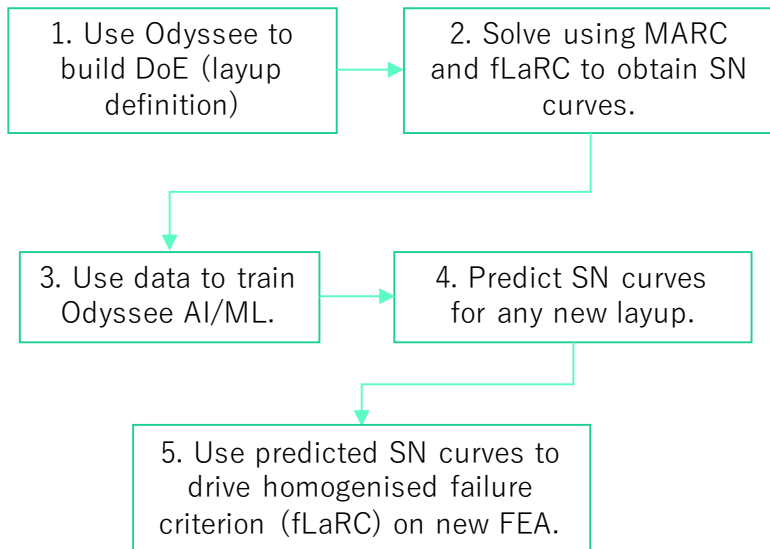 1. Use Odyssee to
build DoE (layup
definition)
2. Solve using MARC
and fLaRC to obtain SN
curves.
3. Use data to train
Odyssee AI/ML.
4. Predict SN curves
for any new layup.
5. Use predicted SN curves to
drive homogenised failure
criterion (fLaRC) on new FEA.